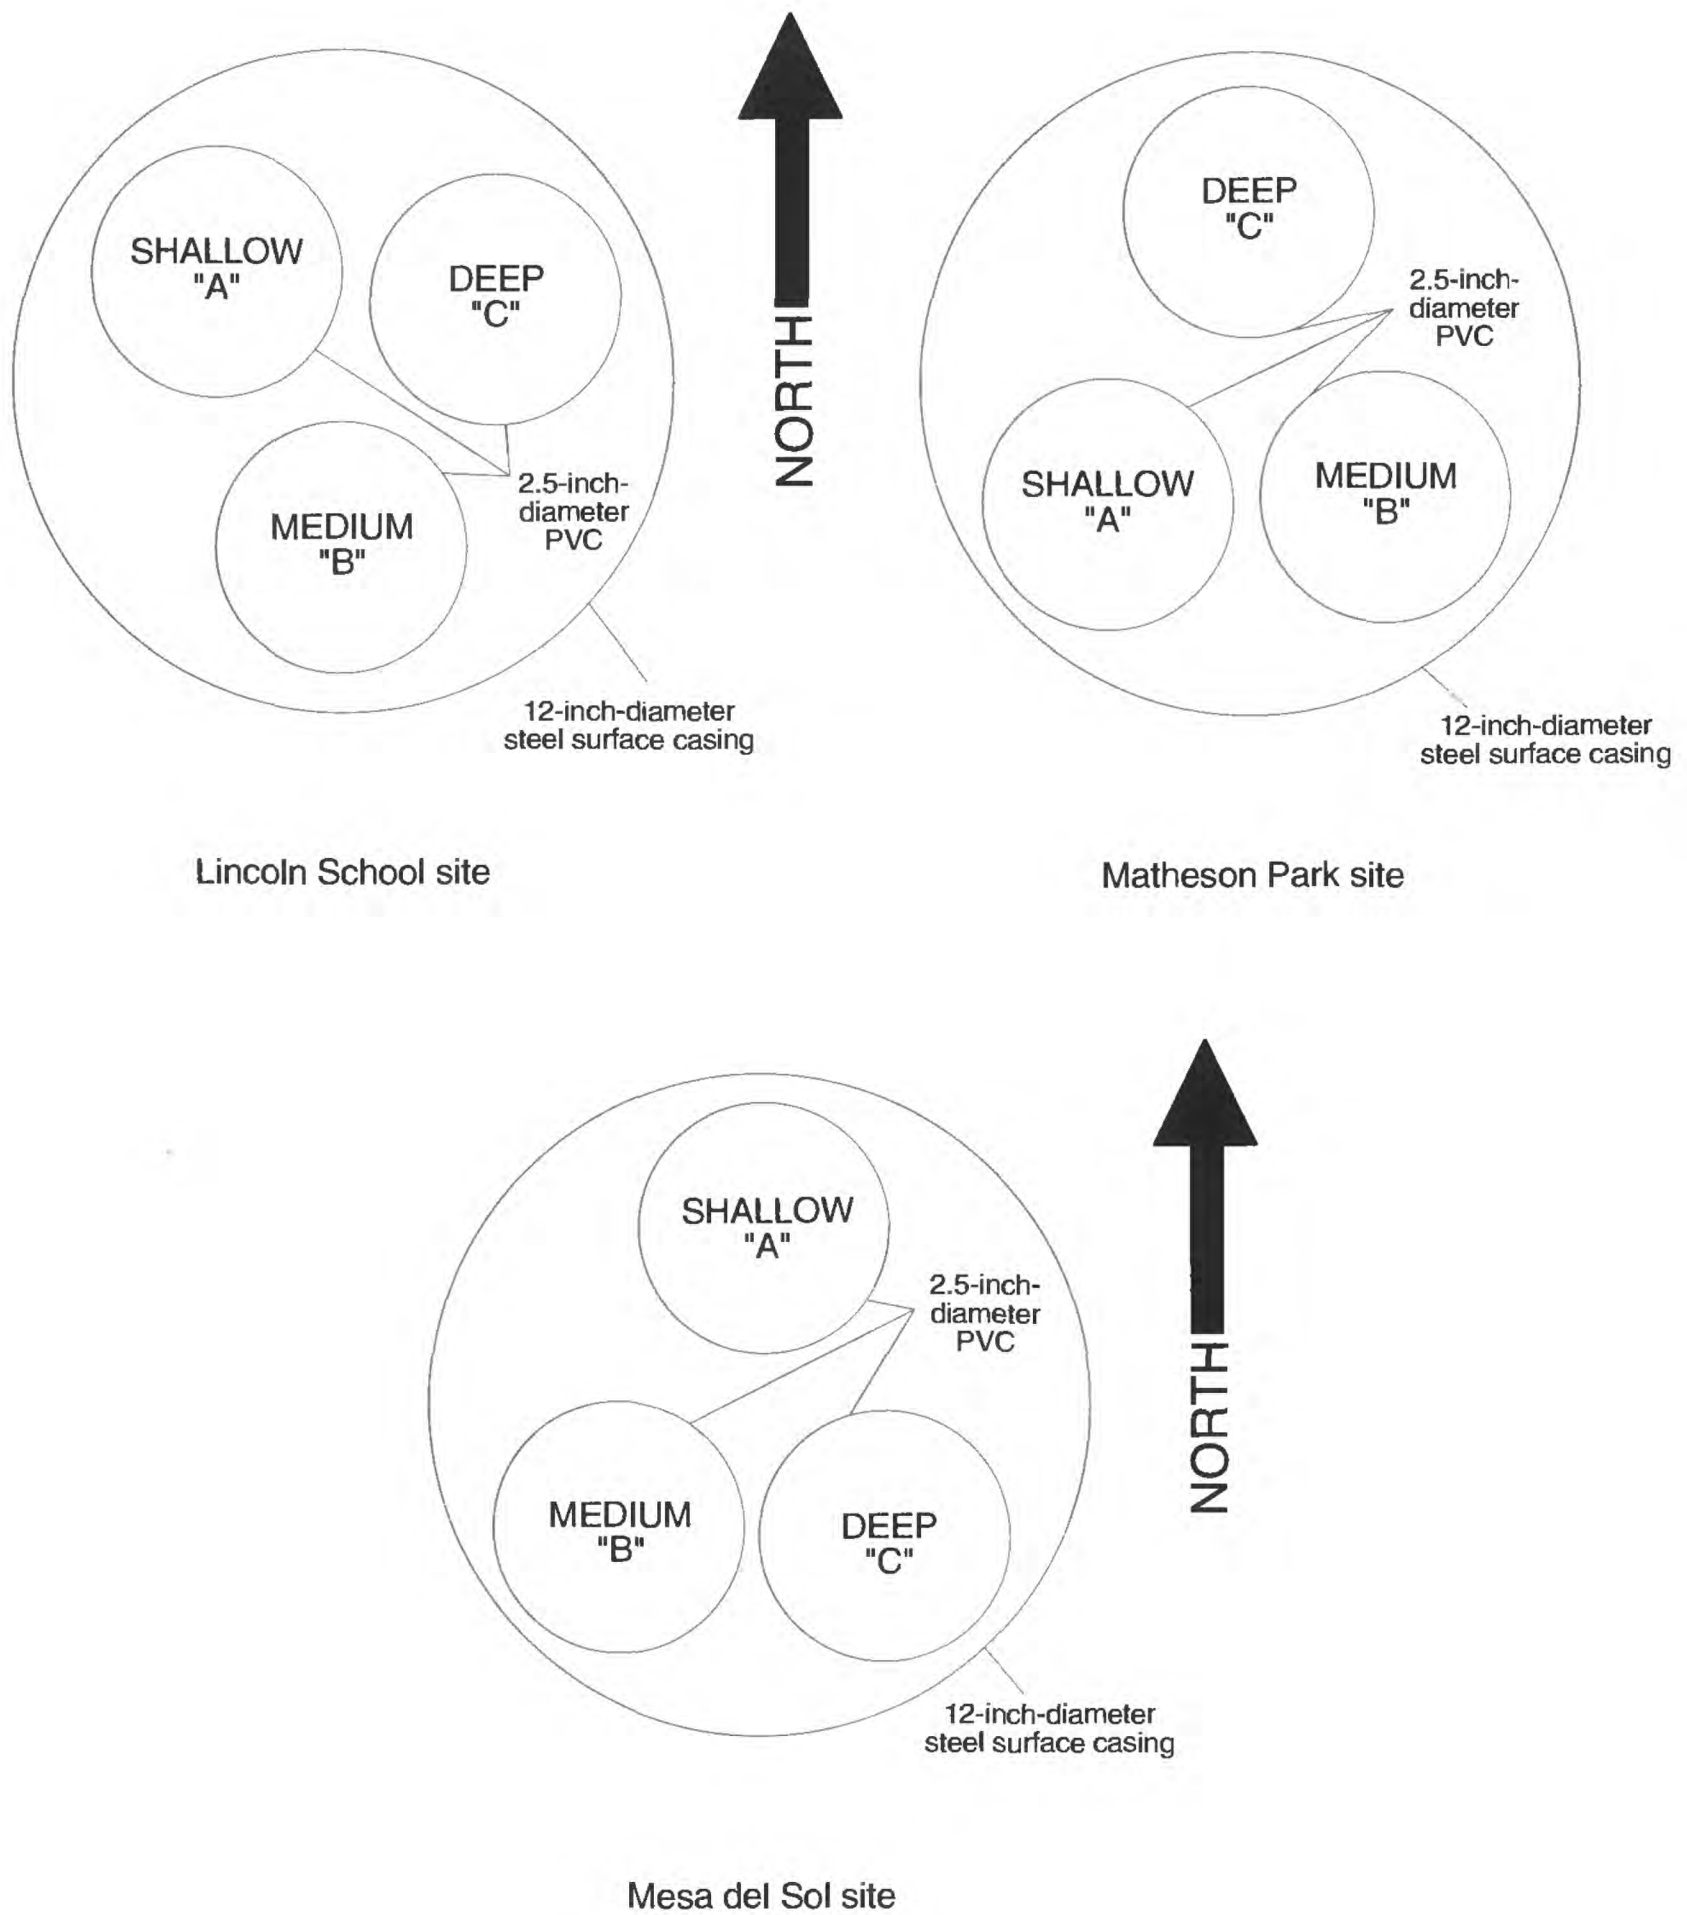 SHALLOW
"A"
DEEP
"C"
MEDIUM
"B"
2.5-inch-
diameter
PVC
12-inch-diameter
steel surface casing
Lincoln School site
NORTH
DEEP
"C"
2.5-inch-
diameter
PVC
SHALLOW
"A"
MEDIUM
"B"
12-inch-diameter
steel surface casing
Matheson Park site
SHALLOW
"A"
2.5-inch-
diameter
PVC
MEDIUM
"B"
DEEP
"C"
12-inch-diameter
steel surface casing
NORTH
Mesa del Sol site